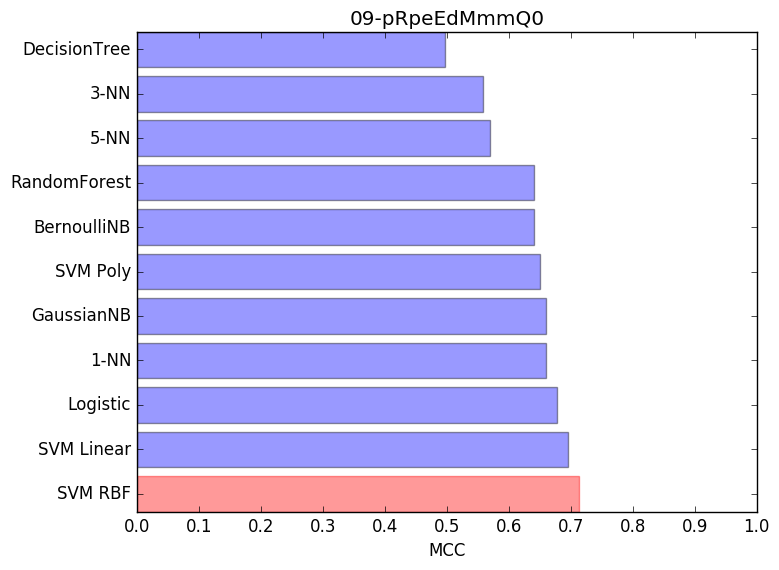 09-pRpeEdMmmQ0
DecisionTree
3-NN
5-NN
RandomForest
BernoulliNB
SVM Poly
GaussianNB
1-NN
Logistic
SVM Linear
SVM RBF
0.0 0.1 0.2 0.3 0.4 0.5 0.6 0.7 0.8 0.9 1.0
MCC